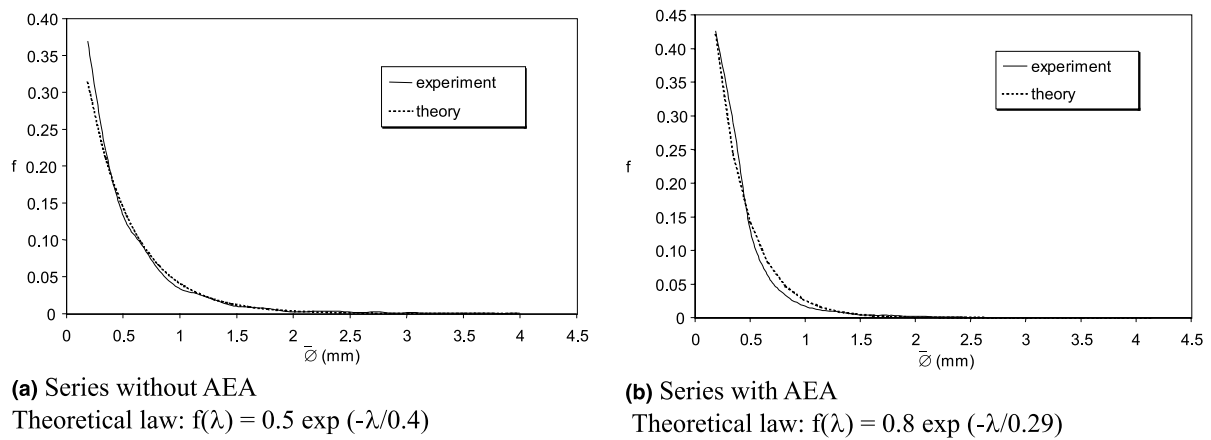 0.40
0.35
0.30
0.25
0.20
0.15
0.10
0.05
0
f
experiment
theory
0 0.5 1 1.5 2 2.5 3 3.5 4 4.5
∅̅ (mm)
(a) Series without AEA
Theoretical law: f(λ) = 0.5 exp (-λ/0.4)
0.45
0.40
0.35
0.30
0.25
0.20
0.15
0.10
0.05
0
f
experiment
theory
0 0.5 1 1.5 2 2.5 3 3.5 4 4.5
∅̅ (mm)
(b) Series with AEA
Theoretical law: f(λ) = 0.8 exp (-λ/0.29)